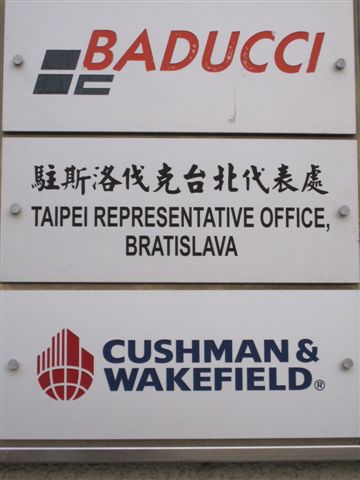 BADUCCI
駐斯洛伐克台北代表處
TAIPEI REPRESENTATIVE OFFICE,
BRATISLAVA
CUSHMAN &
WAKEFIELD®